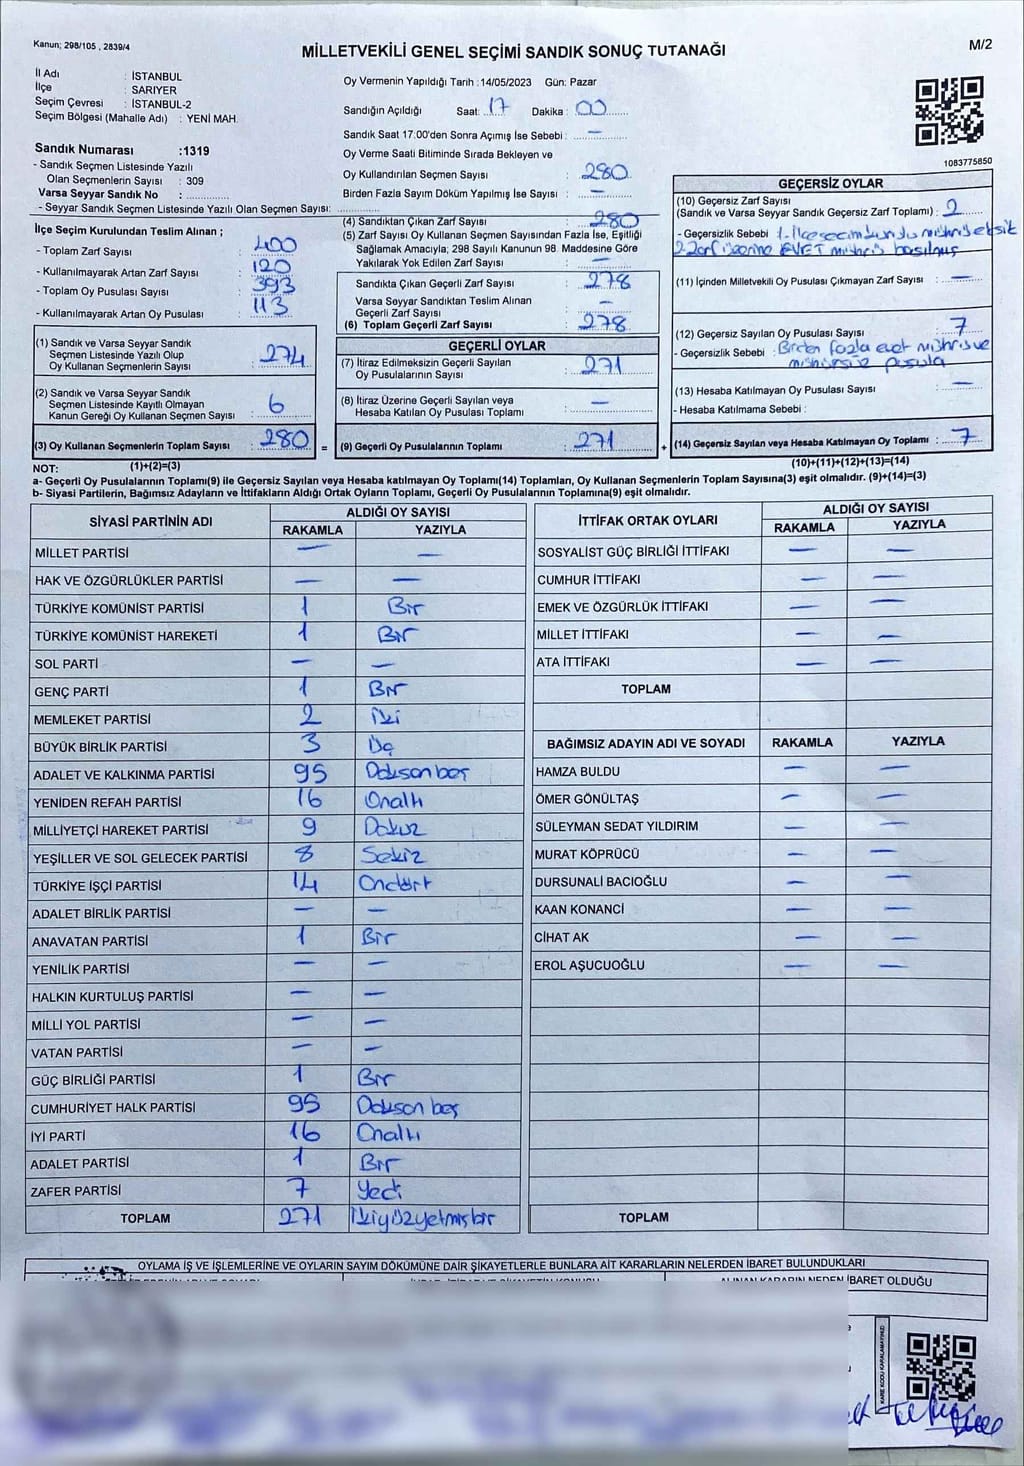 Kanun; 298/105 , 2839/4
MİLLETVEKİLİ GENEL SEÇİMİ SANDIK SONUÇ TUTANAĞI
M/2
İl Adı : İSTANBUL
İlçe : SARIYER
Seçim Çevresi : İSTANBUL-2
Seçim Bölgesi (Mahalle Adı) : YENİ MAH.
Sandık Numarası :1319
- Sandık Seçmen Listesinde Yazılı
Olan Seçmenlerin Sayısı : 309
Varsa Seyyar Sandık No :
- Seyyar Sandık Seçmen Listesinde Yazılı Olan Seçmen Sayısı:
Oy Vermenin Yapıldığı Tarih :14/05/2023 Gün: Pazar
Sandığın Açıldığı Saat: 17 Dakika : 00
Sandık Saat 17:00'den Sonra Açımış İse Sebebi : —
Oy Verme Saati Bitiminde Sırada Bekleyen ve
Oy Kullandırılan Seçmen Sayısı : 280
Birden Fazla Sayım Döküm Yapılmış İse Sayısı : —
1083775850
İlçe Seçim Kurulundan Teslim Alınan ;
- Toplam Zarf Sayısı : 400
- Kullanılmayarak Artan Zarf Sayısı : 120
- Toplam Oy Pusulası Sayısı : 393
- Kullanılmayarak Artan Oy Pusulası : 113
(1) Sandık ve Varsa Seyyar Sandık
Seçmen Listesinde Yazılı Olup
Oy Kullanan Seçmenlerin Sayısı : 274
(2) Sandık ve Varsa Seyyar Sandık
Seçmen Listesinde Kayıtlı Olmayan
Kanun Gereği Oy Kullanan Seçmen Sayısı : 6
(3) Oy Kullanan Seçmenlerin Toplam Sayısı : 280 =
(4) Sandıktan Çıkan Zarf Sayısı : 280
(5) Zarf Sayısı Oy Kullanan Seçmen Sayısından Fazla İse, Eşitliği
Sağlamak Amacıyla; 298 Sayılı Kanunun 98. Maddesine Göre
Yakılarak Yok Edilen Zarf Sayısı : —
Sandıkta Çıkan Geçerli Zarf Sayısı : 278
Varsa Seyyar Sandıktan Teslim Alınan
Geçerli Zarf Sayısı : —
(6) Toplam Geçerli Zarf Sayısı : 278
GEÇERLİ OYLAR
(7) İtiraz Edilmeksizin Geçerli Sayılan
Oy Pusulalarının Sayısı : 271
(8) İtiraz Üzerine Geçerli Sayılan veya
Hesaba Katılan Oy Pusulası Toplamı : —
(9) Geçerli Oy Pusulalarının Toplamı : 271 +
GEÇERSİZ OYLAR
(10) Geçersiz Zarf Sayısı
(Sandık ve Varsa Seyyar Sandık Geçersiz Zarf Toplamı) : 2
- Geçersizlik Sebebi : 1-İlçe seçim kurulu mührü eksik
2-Zarf üzerine EVET mührü basılmış
(11) İçinden Milletvekili Oy Pusulası Çıkmayan Zarf Sayısı : —
(12) Geçersiz Sayılan Oy Pusulası Sayısı : 7
- Geçersizlik Sebebi : Birden fazla evet mührü ve
mühürsüz pusula
(13) Hesaba Katılmayan Oy Pusulası Sayısı : —
- Hesaba Katılmama Sebebi :
(14) Geçersiz Sayılan veya Hesaba Katılmayan Oy Toplamı : 7
NOT: (1)+(2)=(3)
(10)+(11)+(12)+(13)=(14)
a- Geçerli Oy Pusulalarının Toplamı(9) ile Geçersiz Sayılan veya Hesaba katılmayan Oy Toplamı(14) Toplamları, Oy Kullanan Seçmenlerin Toplam Sayısına(3) eşit olmalıdır. (9)+(14)=(3)
b- Siyasi Partilerin, Bağımsız Adayların ve İttifakların Aldığı Ortak Oyların Toplamı, Geçerli Oy Pusulalarının Toplamına(9) eşit olmalıdır.
SİYASİ PARTİNİN ADI ALDIĞI OY SAYISI
RAKAMLA YAZIYLA
MİLLET PARTİSİ — —
HAK VE ÖZGÜRLÜKLER PARTİSİ — —
TÜRKİYE KOMÜNİST PARTİSİ 1 Bir
TÜRKİYE KOMÜNİST HAREKETİ 1 Bir
SOL PARTİ — —
GENÇ PARTİ 1 Bir
MEMLEKET PARTİSİ 2 İki
BÜYÜK BİRLİK PARTİSİ 3 Üç
ADALET VE KALKINMA PARTİSİ 95 Doksan beş
YENİDEN REFAH PARTİSİ 16 Onaltı
MİLLİYETÇİ HAREKET PARTİSİ 9 Dokuz
YEŞİLLER VE SOL GELECEK PARTİSİ 8 Sekiz
TÜRKİYE İŞÇİ PARTİSİ 14 Ondört
ADALET BİRLİK PARTİSİ — —
ANAVATAN PARTİSİ 1 Bir
YENİLİK PARTİSİ — —
HALKIN KURTULUŞ PARTİSİ — —
MİLLİ YOL PARTİSİ — —
VATAN PARTİSİ — —
GÜÇ BİRLİĞİ PARTİSİ 1 Bir
CUMHURİYET HALK PARTİSİ 95 Doksan beş
İYİ PARTİ 16 Onaltı
ADALET PARTİSİ 1 Bir
ZAFER PARTİSİ 7 Yedi
TOPLAM 271 İkiyüzyetmişbir
İTTİFAK ORTAK OYLARI ALDIĞI OY SAYISI
RAKAMLA YAZIYLA
SOSYALİST GÜÇ BİRLİĞİ İTTİFAKI — —
CUMHUR İTTİFAKI — —
EMEK VE ÖZGÜRLÜK İTTİFAKI — —
MİLLET İTTİFAKI — —
ATA İTTİFAKI — —
TOPLAM
BAĞIMSIZ ADAYIN ADI VE SOYADI RAKAMLA YAZIYLA
HAMZA BULDU — —
ÖMER GÖNÜLTAŞ — —
SÜLEYMAN SEDAT YILDIRIM — —
MURAT KÖPRÜCÜ — —
DURSUNALİ BACIOĞLU — —
KAAN KONANCİ — —
CİHAT AK — —
EROL AŞUCUOĞLU — —
TOPLAM
OYLAMA İŞ VE İŞLEMLERİNE VE OYLARIN SAYIM DÖKÜMÜNE DAİR ŞİKAYETLERLE BUNLARA AİT KARARLARIN NELERDEN İBARET BULUNDUKLARI
ALINAN KARARIN NEDEN İBARET OLDUĞU
KARE KODU KARALAMAYINIZ!